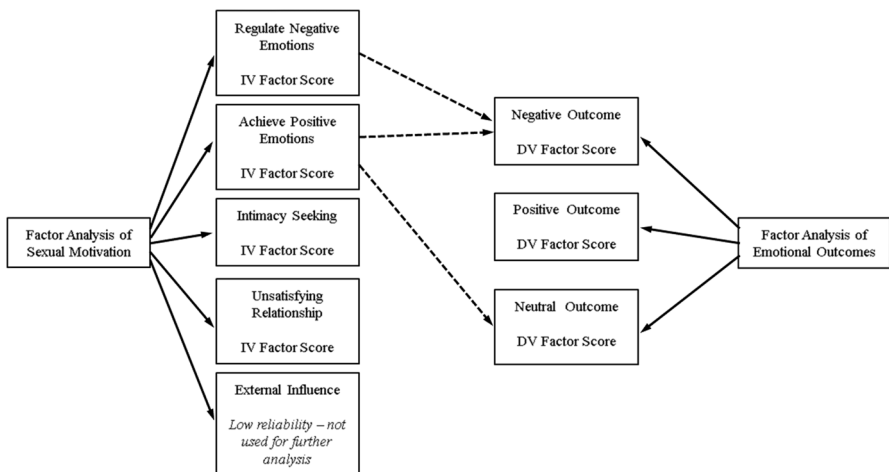 Regulate Negative
Emotions
IV Factor Score
Achieve Positive
Emotions
IV Factor Score
Intimacy Seeking
IV Factor Score
Unsatisfying
Relationship
IV Factor Score
External Influence
Low reliability – not
used for further
analysis
Factor Analysis of
Sexual Motivation
Negative Outcome
DV Factor Score
Positive Outcome
DV Factor Score
Neutral Outcome
DV Factor Score
Factor Analysis of
Emotional Outcomes